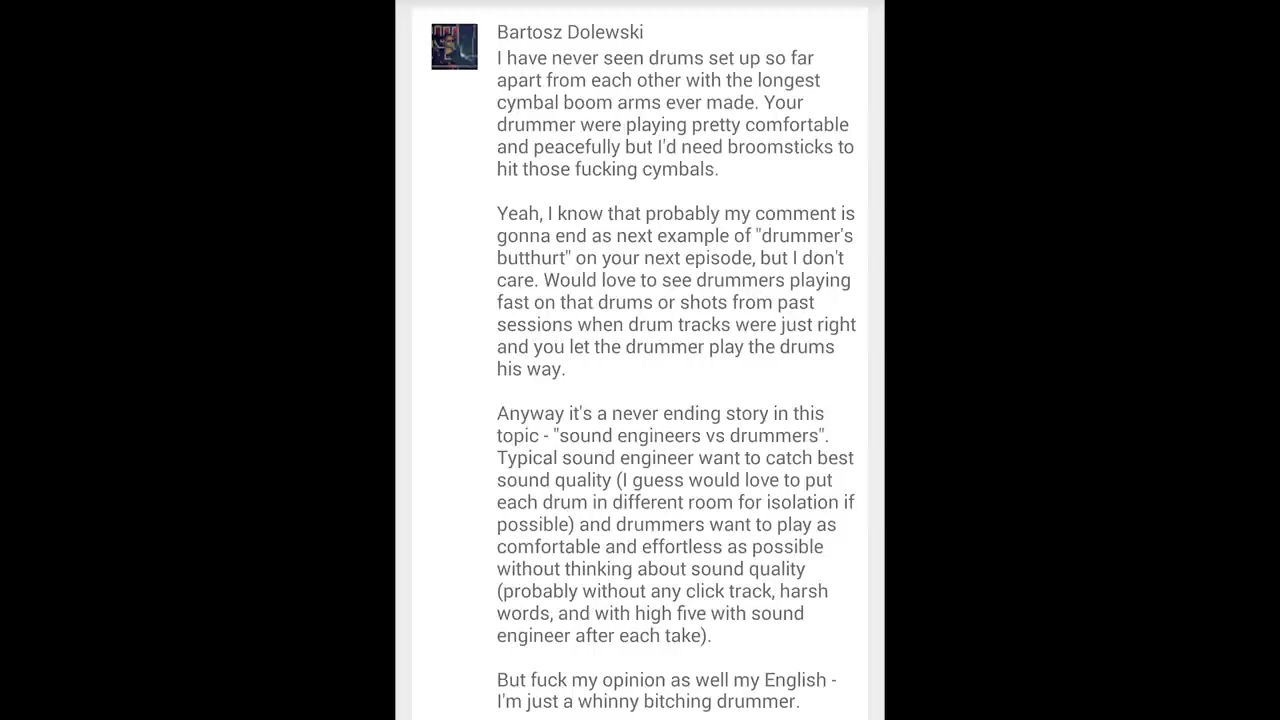 Bartosz Dolewski
I have never seen drums set up so far
apart from each other with the longest
cymbal boom arms ever made. Your
drummer were playing pretty comfortable
and peacefully but I'd need broomsticks to
hit those fucking cymbals.
Yeah, I know that probably my comment is
gonna end as next example of "drummer's
butthurt" on your next episode, but I don't
care. Would love to see drummers playing
fast on that drums or shots from past
sessions when drum tracks were just right
and you let the drummer play the drums
his way.
Anyway it's a never ending story in this
topic - "sound engineers vs drummers".
Typical sound engineer want to catch best
sound quality (I guess would love to put
each drum in different room for isolation if
possible) and drummers want to play as
comfortable and effortless as possible
without thinking about sound quality
(probably without any click track, harsh
words, and with high five with sound
engineer after each take).
But fuck my opinion as well my English -
I'm just a whinny bitching drummer.